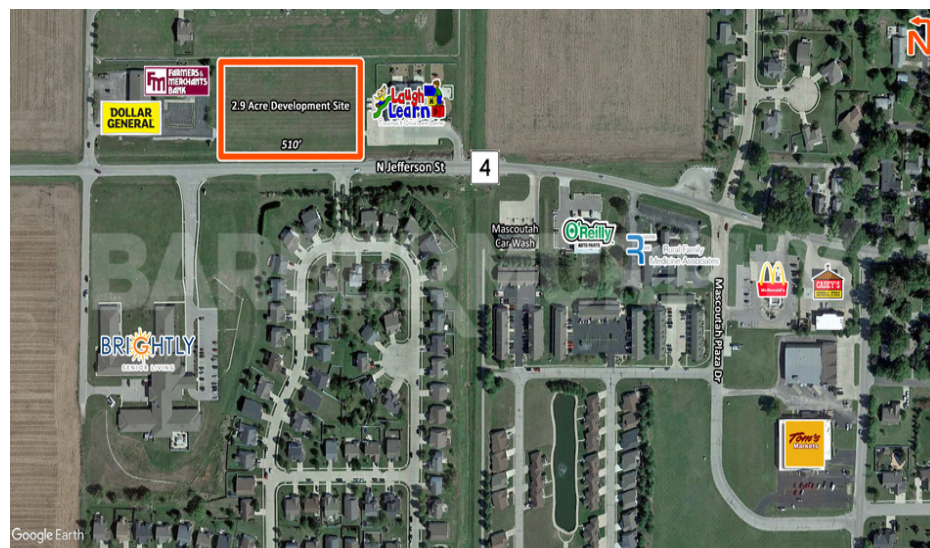 N
FARMERS &
MERCHANTS
BANK
Fm
DOLLAR
GENERAL
2.9 Acre Development Site
510'
Laugh
&
Learn
N Jefferson St
4
Mascoutah
Car Wash
O'Reilly
AUTO PARTS
Rural Family
Medicine Associates
McDonald's
CASEY'S
Mascoutah Plaza Dr
BRIGHTLY
SENIOR LIVING
Tom's
Markets
Google Earth